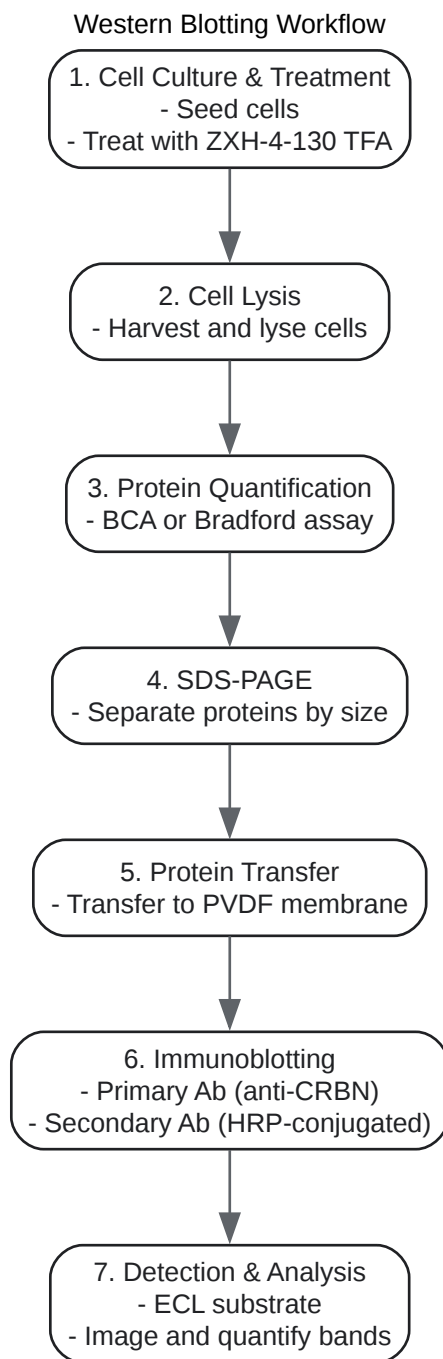 Western Blotting Workflow
1. Cell Culture & Treatment
- Seed cells
- Treat with ZXH-4-130 TFA
2. Cell Lysis
- Harvest and lyse cells
3. Protein Quantification
- BCA or Bradford assay
4. SDS-PAGE
- Separate proteins by size
5. Protein Transfer
- Transfer to PVDF membrane
6. Immunoblotting
- Primary Ab (anti-CRBN)
- Secondary Ab (HRP-conjugated)
7. Detection & Analysis
- ECL substrate
- Image and quantify bands